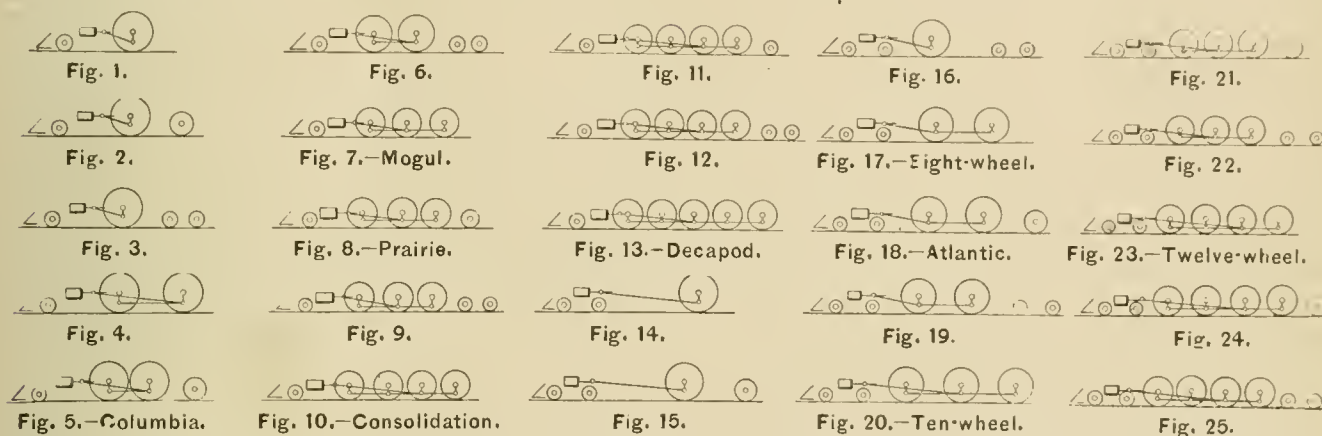 Fig. 1.
Fig. 6.
Fig. 11.
Fig. 16.
Fig. 21.
Fig. 2.
Fig. 7.—Mogul.
Fig. 12.
Fig. 17.—Eight-wheel.
Fig. 22.
Fig. 3.
Fig. 8.—Prairie.
Fig. 13.—Decapod.
Fig. 18.—Atlantic.
Fig. 23.—Twelve-wheel.
Fig. 4.
Fig. 9.
Fig. 14.
Fig. 19.
Fig. 24.
Fig. 5.—Columbia.
Fig. 10.—Consolidation.
Fig. 15.
Fig. 20.—Ten-wheel.
Fig. 25.